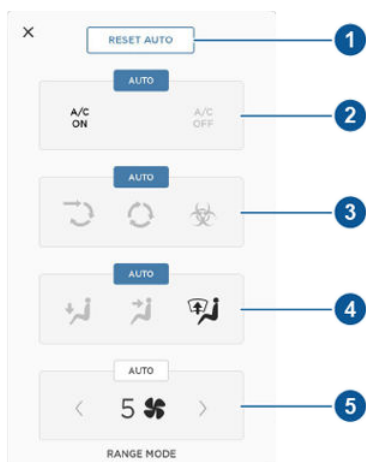 ×
RESET AUTO
1
AUTO
A/C
ON
A/C
OFF
2
AUTO
3
AUTO
4
AUTO
< 5 >
5
RANGE MODE